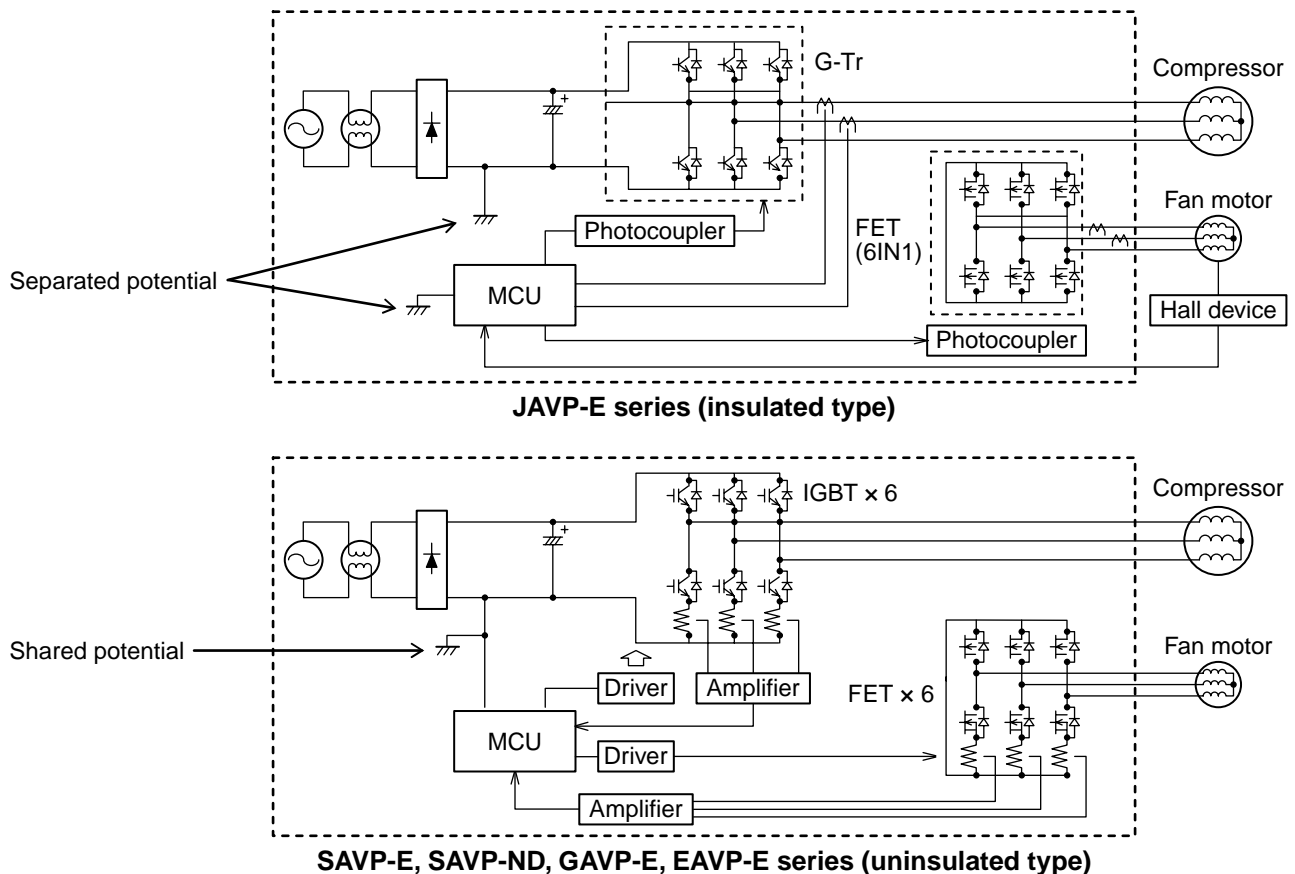 G-Tr
Compressor
+
Photocoupler
FET
(6IN1)
Fan motor
Separated potential
MCU
Hall device
Photocoupler
JAVP-E series (insulated type)
IGBT × 6
Compressor
+
Shared potential
Driver
Amplifier
FET × 6
Fan motor
MCU
Driver
Amplifier
SAVP-E, SAVP-ND, GAVP-E, EAVP-E series (uninsulated type)